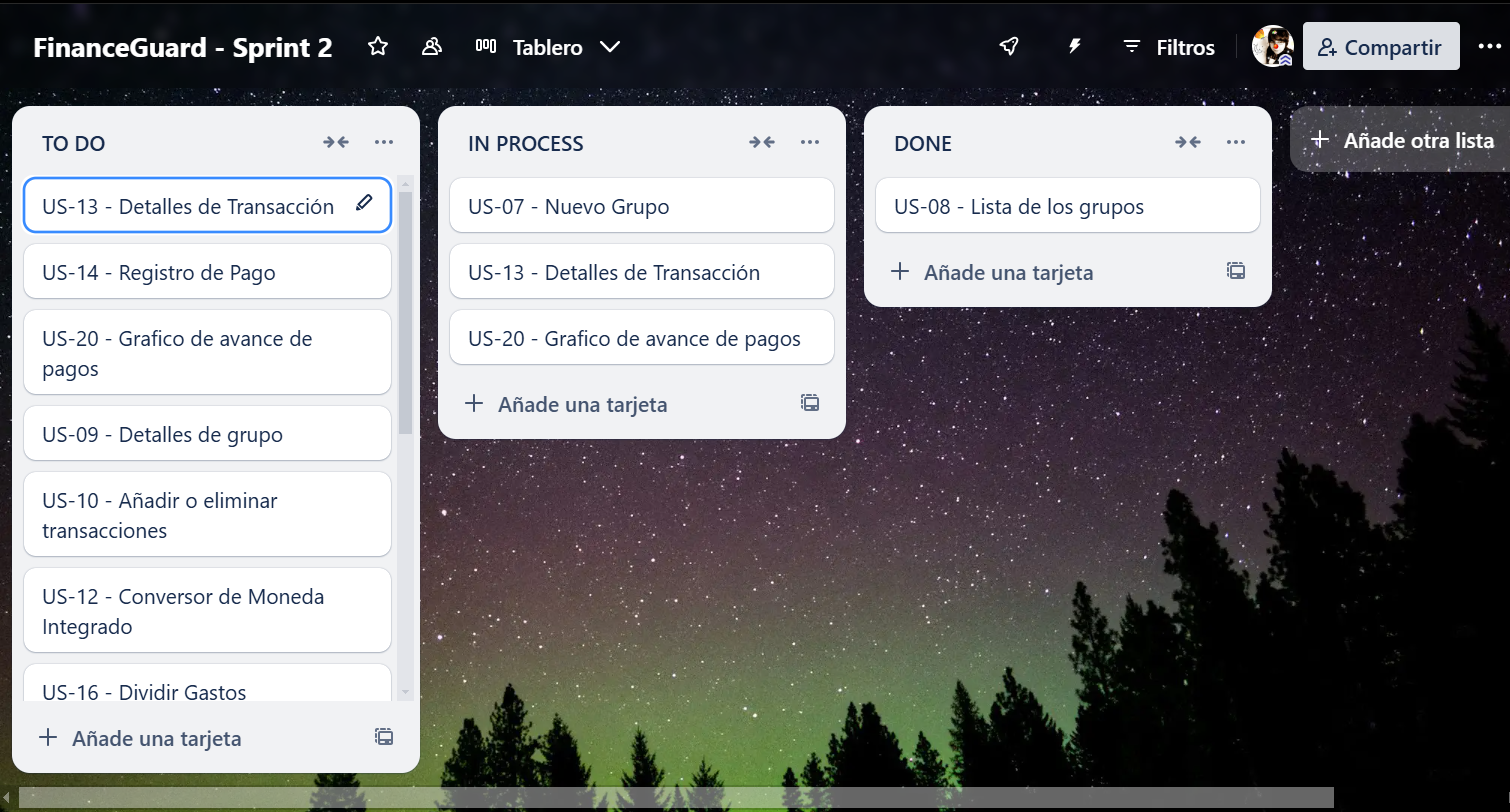 FinanceGuard - Sprint 2
Tablero
Filtros
Compartir
TO DO
US-13 - Detalles de Transacción
US-14 - Registro de Pago
US-20 - Grafico de avance de
pagos
US-09 - Detalles de grupo
US-10 - Añadir o eliminar
transacciones
US-12 - Conversor de Moneda
Integrado
US-16 - Dividir Gastos
Añade una tarjeta
IN PROCESS
US-07 - Nuevo Grupo
US-13 - Detalles de Transacción
US-20 - Grafico de avance de pagos
Añade una tarjeta
DONE
US-08 - Lista de los grupos
Añade una tarjeta
Añade otra lista